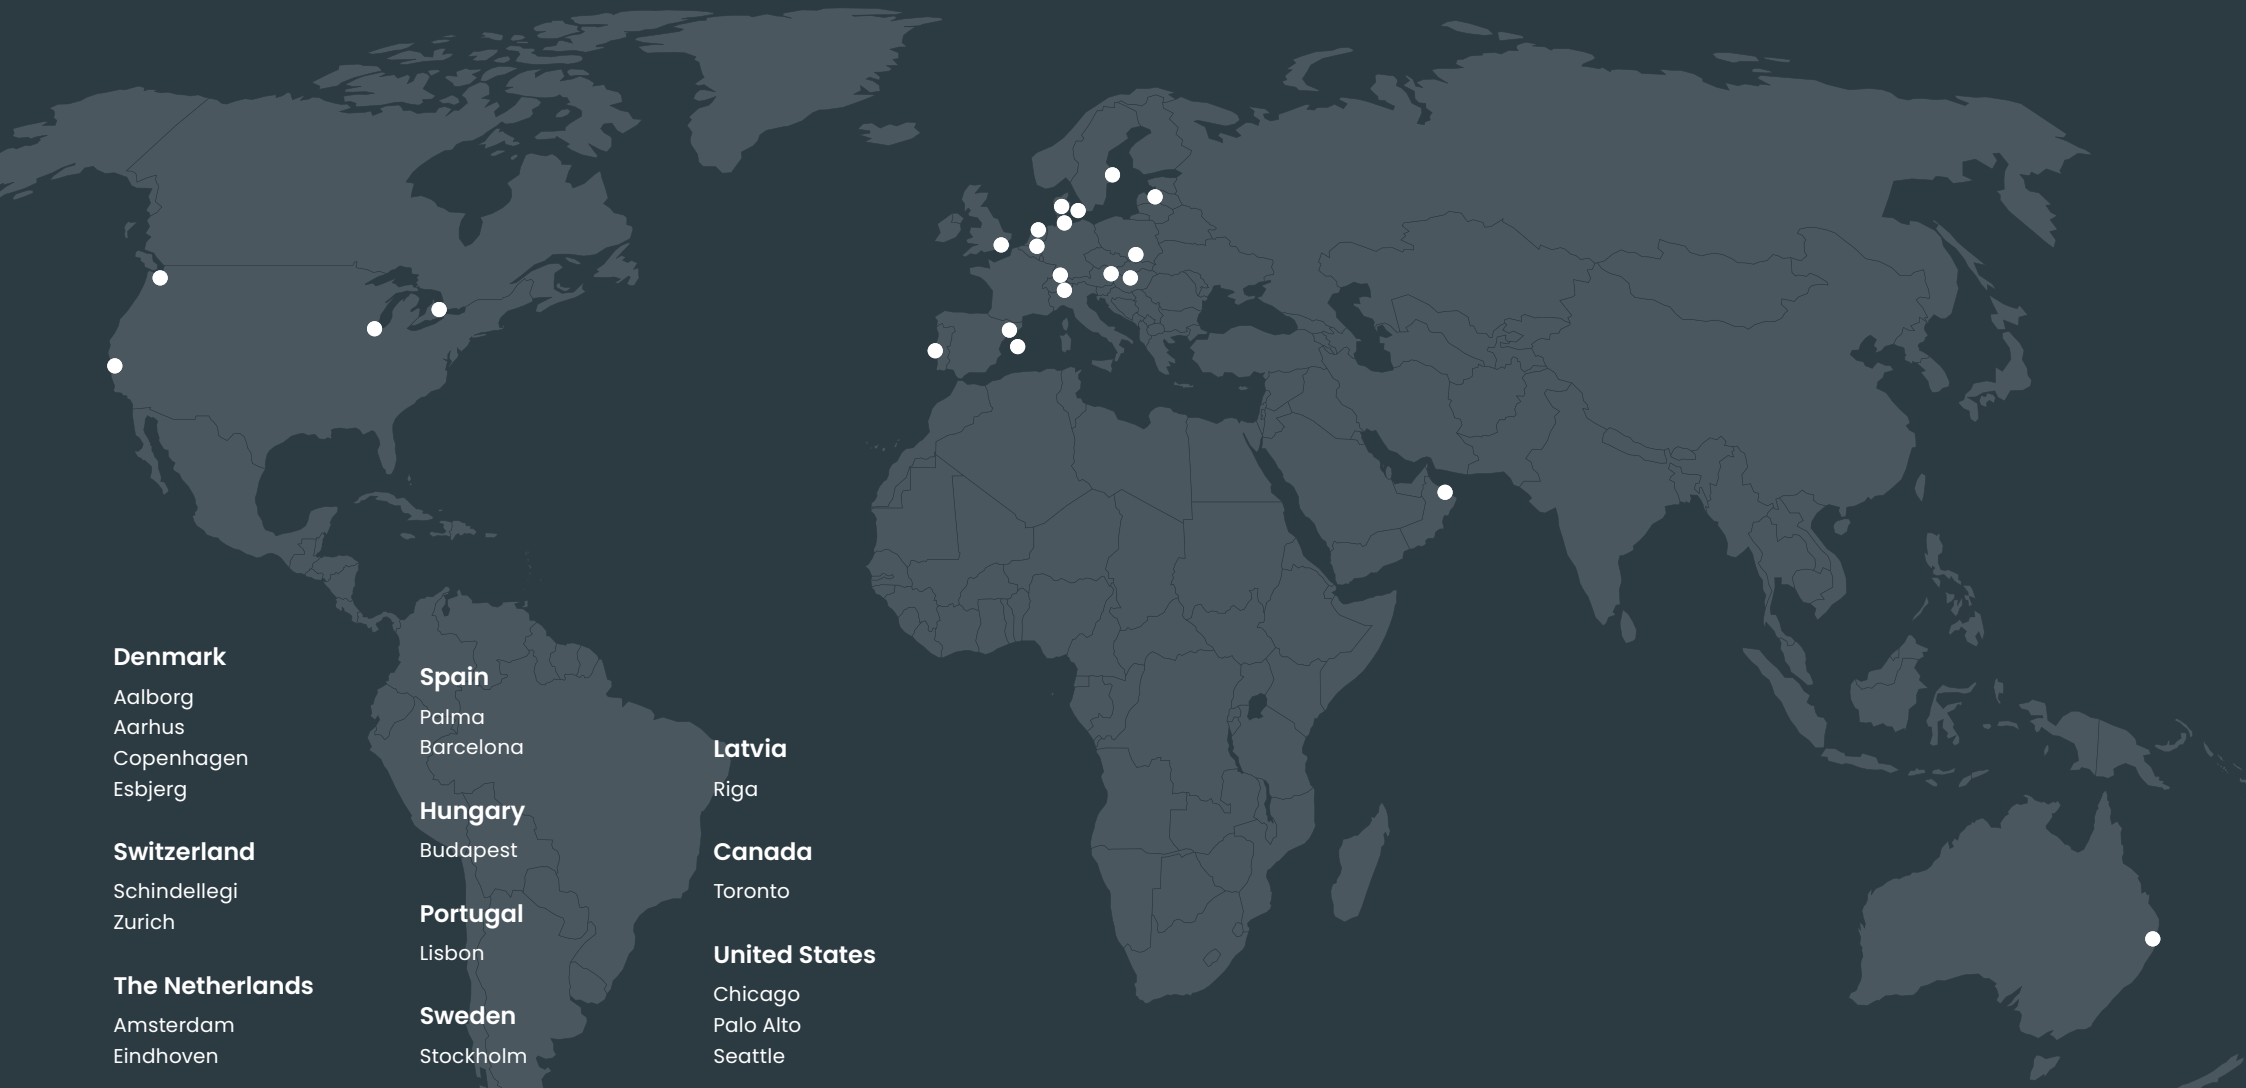 Denmark
Aalborg
Aarhus
Copenhagen
Esbjerg
Switzerland
Schindellegi
Zurich
The Netherlands
Amsterdam
Eindhoven
Spain
Palma
Barcelona
Hungary
Budapest
Portugal
Lisbon
Sweden
Stockholm
Latvia
Riga
Canada
Toronto
United States
Chicago
Palo Alto
Seattle